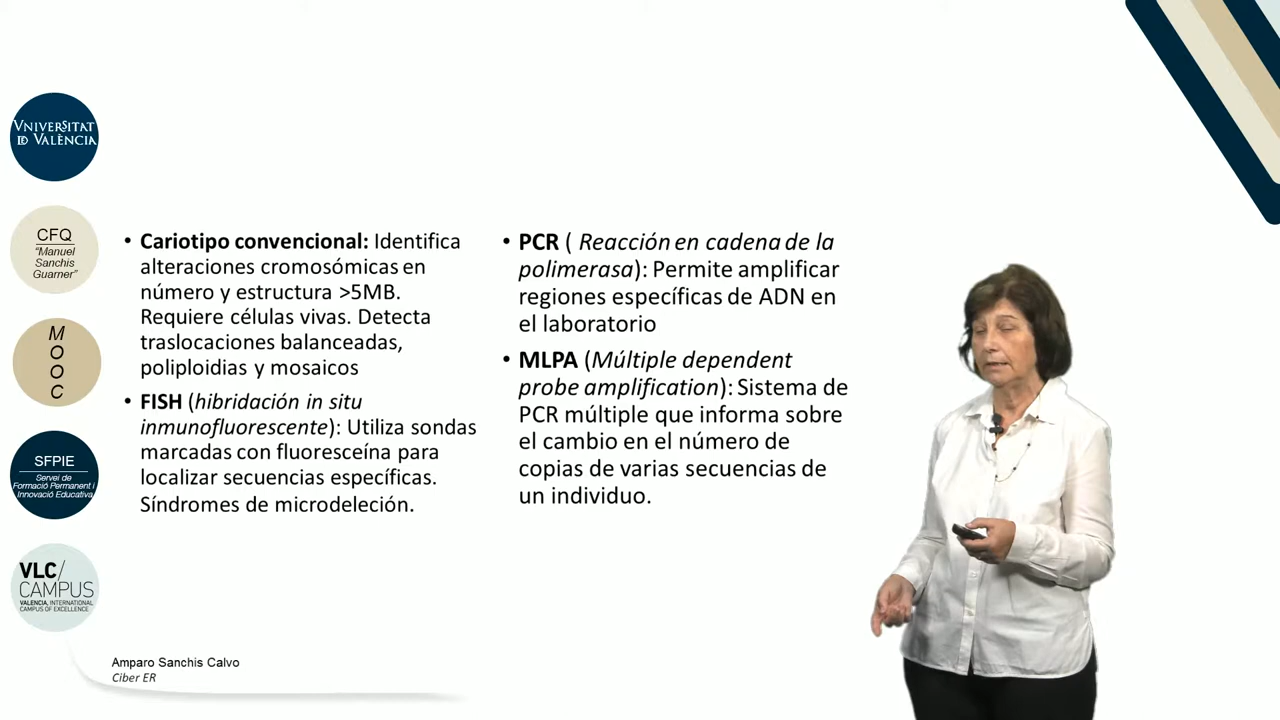 VNIVERSITAT
ID VALÈNCIA
CFQ
"Manuel
Sanchis
Guarner"
M
O
O
C
SFPIE
Servei de
Formació Permanent i
Innovació Educativa
VLC/
CAMPUS
VALENCIA, INTERNATIONAL
CAMPUS OF EXCELLENCE
• Cariotipo convencional: Identifica
alteraciones cromosómicas en
número y estructura >5MB.
Requiere células vivas. Detecta
traslocaciones balanceadas,
poliploidias y mosaicos
• FISH (hibridación in situ
inmunofluorescente): Utiliza sondas
marcadas con fluoresceína para
localizar secuencias específicas.
Síndromes de microdeleción.
• PCR ( Reacción en cadena de la
polimerasa): Permite amplificar
regiones específicas de ADN en
el laboratorio
• MLPA (Múltiple dependent
probe amplification): Sistema de
PCR múltiple que informa sobre
el cambio en el número de
copias de varias secuencias de
un individuo.
Amparo Sanchis Calvo
Ciber ER